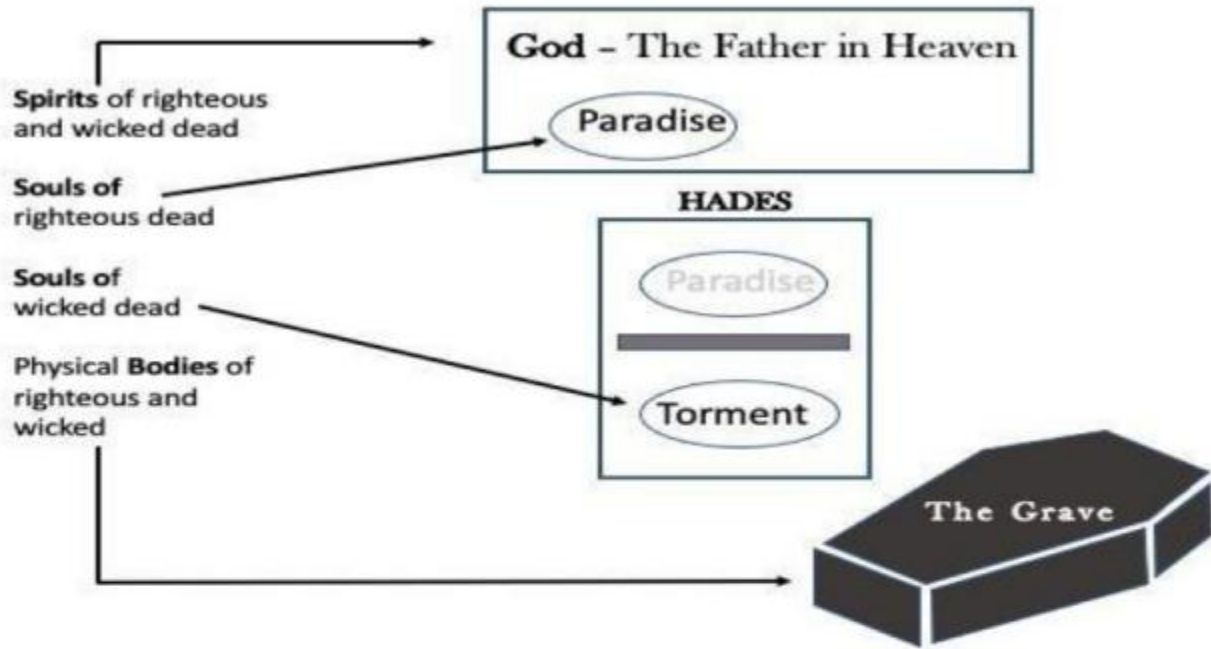 God – The Father in Heaven
Spirits of righteous
and wicked dead
Paradise
Souls of
righteous dead
HADES
Souls of
wicked dead
Paradise
Physical Bodies of
righteous and
wicked
Torment
The Grave